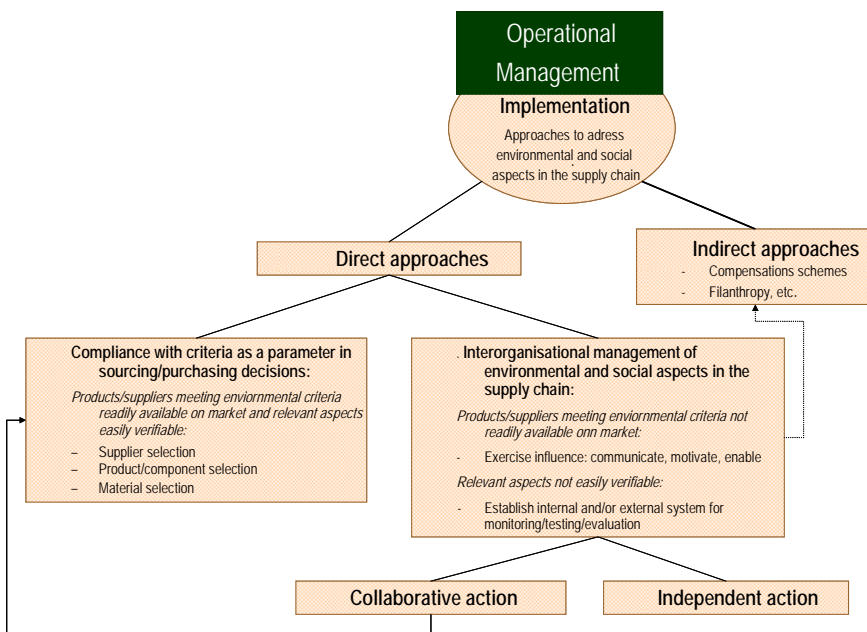 Operational
Management
Implementation
Approaches to adress
environmental and social
aspects in the supply chain
Direct approaches
Indirect approaches
- Compensations schemes
- Filanthropy, etc.
Compliance with criteria as a parameter in
sourcing/purchasing decisions:
Products/suppliers meeting enviornmental criteria
readily available on market and relevant aspects
easily verifiable:
– Supplier selection
– Product/component selection
– Material selection
. Interorganisational management of
environmental and social aspects in the
supply chain:
Products/suppliers meeting enviornmental criteria not
readily available onn market:
- Exercise influence: communicate, motivate, enable
Relevant aspects not easily verifiable:
- Establish internal and/or external system for
monitoring/testing/evaluation
Collaborative action
Independent action